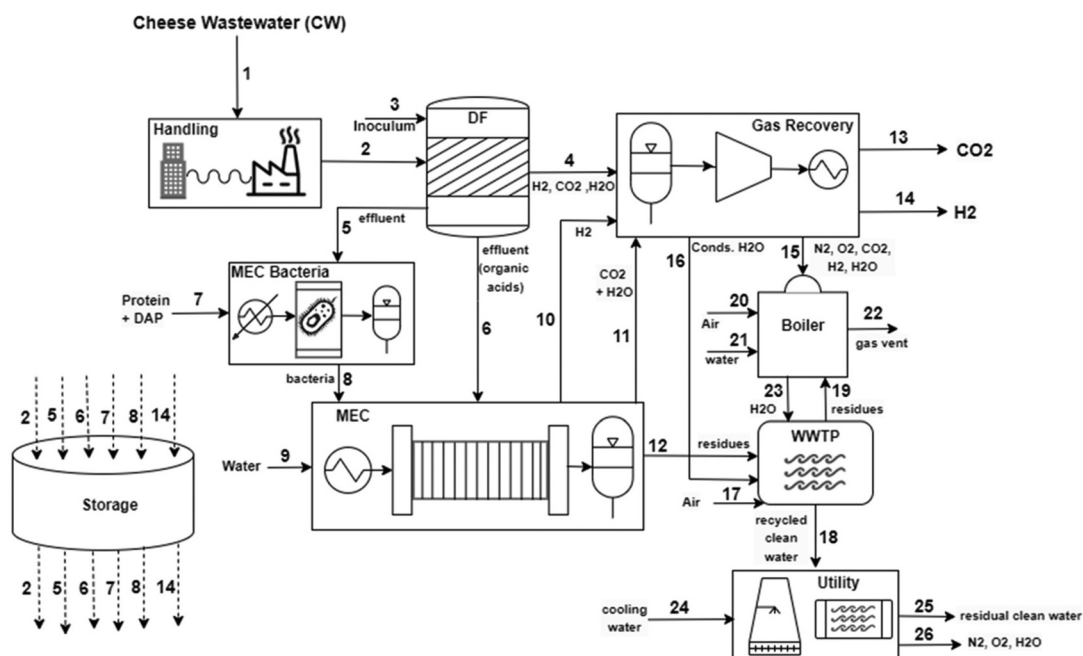 Cheese Wastewater (CW)
1
Handling
2
3
Inoculum
DF
4
H2, CO2 ,H2O
Gas Recovery
13
CO2
14
H2
5
effluent
effluent
(organic
acids)
6
H2
10
CO2
+ H2O
11
Conds. H2O
16
15
N2, O2, CO2,
H2, H2O
MEC Bacteria
Protein
+ DAP
7
bacteria
8
20
Air
21
water
Boiler
22
gas vent
23
H2O
19
residues
2
5
6
7
8
14
Storage
2
5
6
7
8
14
MEC
Water
9
12
residues
WWTP
Air
17
recycled
clean
water
18
Utility
cooling
water
24
25
residual clean water
26
N2, O2, H2O